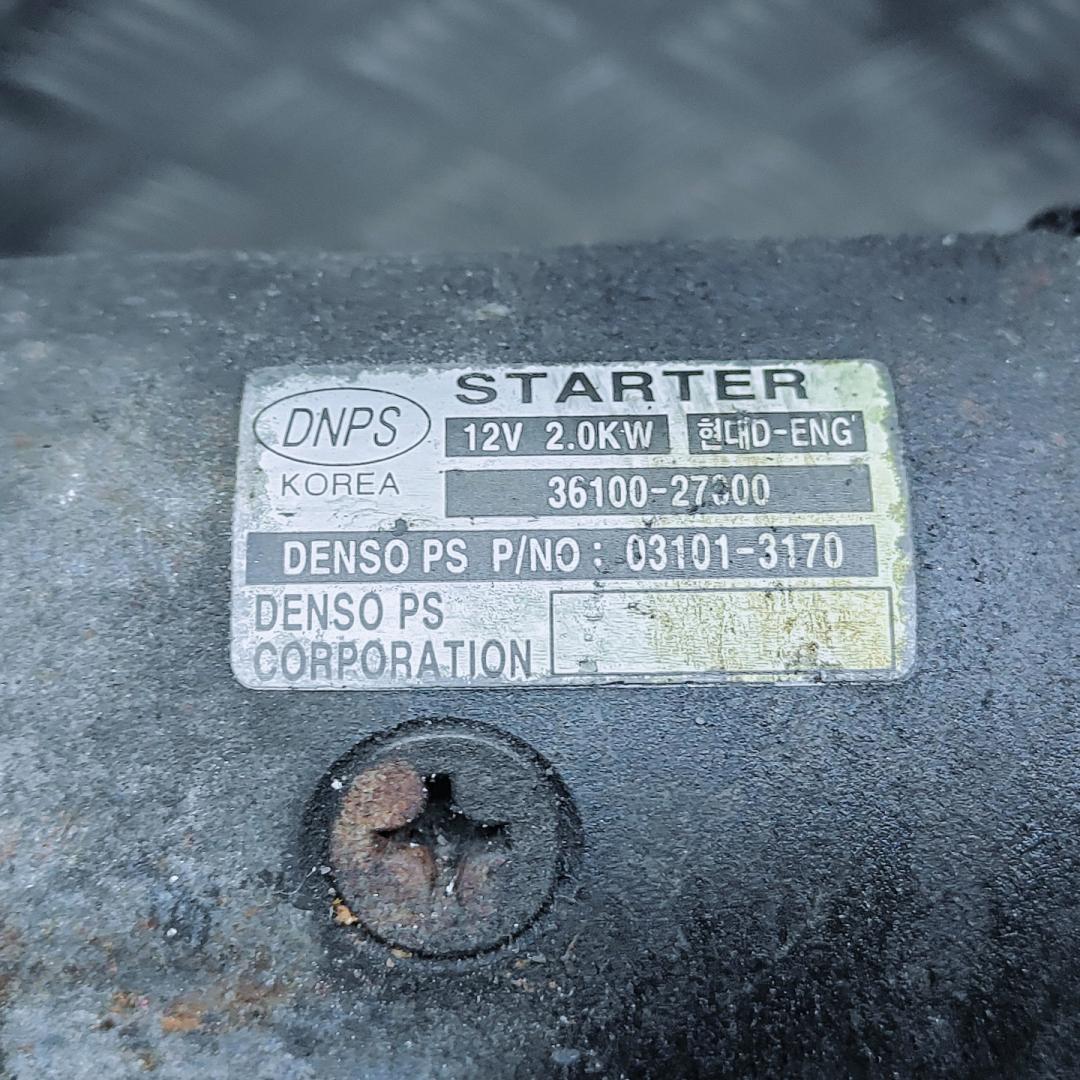 STARTER
DNPS
12V 2.0KW 현대D-ENG'
KOREA
36100-27000
DENSO PS P/NO : 03101-3170
DENSO PS
CORPORATION